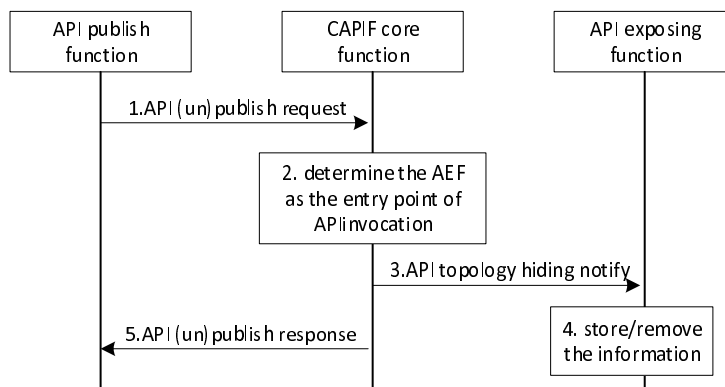 API publish
function
CAPIF core
function
API exposing
function
1.API (un) publish request
2. determine the AEF
as the entry point of
APIinvocation
3.API topology hiding notify
4. store/remove
the information
5.API (un) publish response